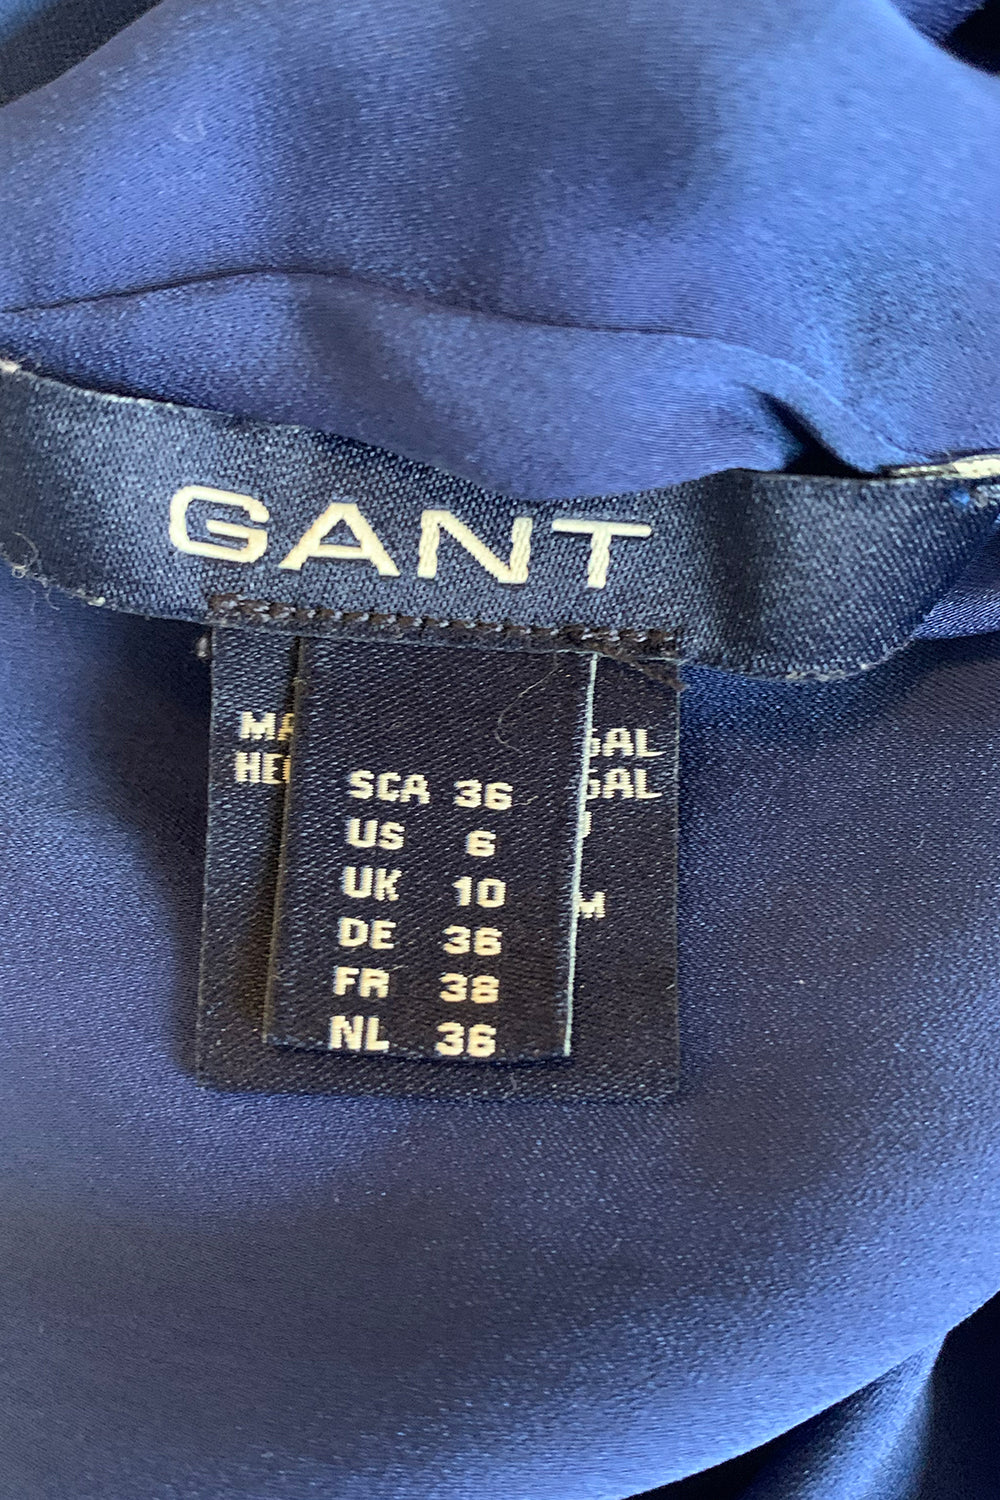 GANT
SCA 36
US 6
UK 10
DE 36
FR 38
NL 36